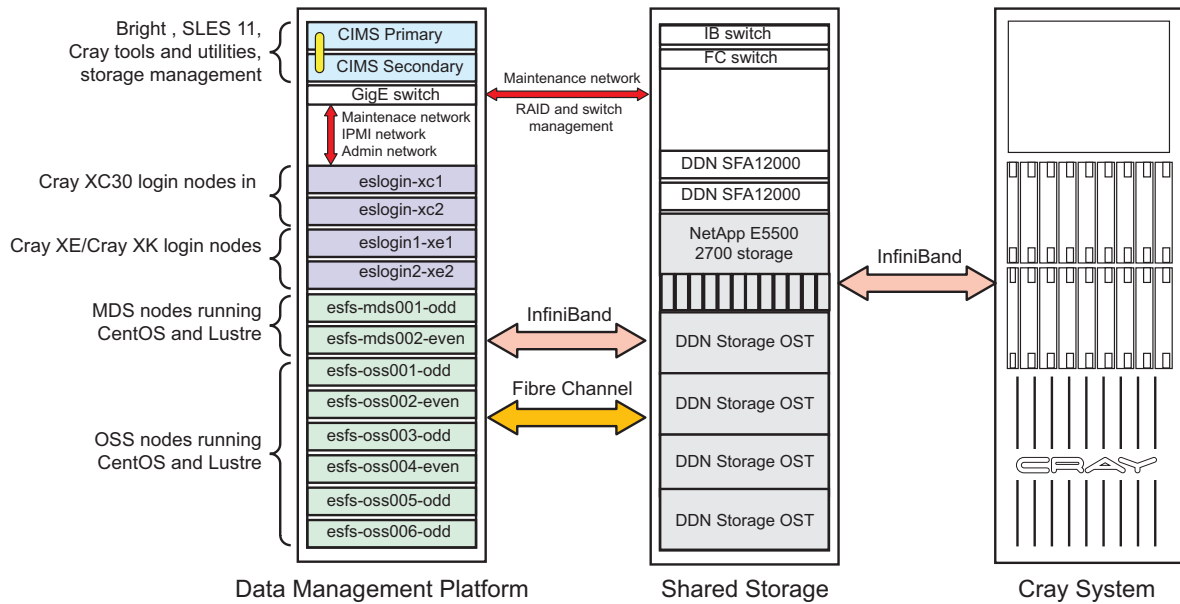 Bright , SLES 11,
Cray tools and utilities,
storage management
CIMS Primary
CIMS Secondary
GigE switch
Maintenace network
IPMI network
Admin network
Cray XC30 login nodes in
eslogin-xc1
eslogin-xc2
Cray XE/Cray XK login nodes
eslogin1-xe1
eslogin2-xe2
MDS nodes running
CentOS and Lustre
esfs-mds001-odd
esfs-mds002-even
OSS nodes running
CentOS and Lustre
esfs-oss001-odd
esfs-oss002-even
esfs-oss003-odd
esfs-oss004-even
esfs-oss005-odd
esfs-oss006-odd
Data Management Platform
Maintenance network
RAID and switch
management
InfiniBand
Fibre Channel
IB switch
FC switch
DDN SFA12000
DDN SFA12000
NetApp E5500
2700 storage
DDN Storage OST
DDN Storage OST
DDN Storage OST
DDN Storage OST
Shared Storage
InfiniBand
CRAY
Cray System